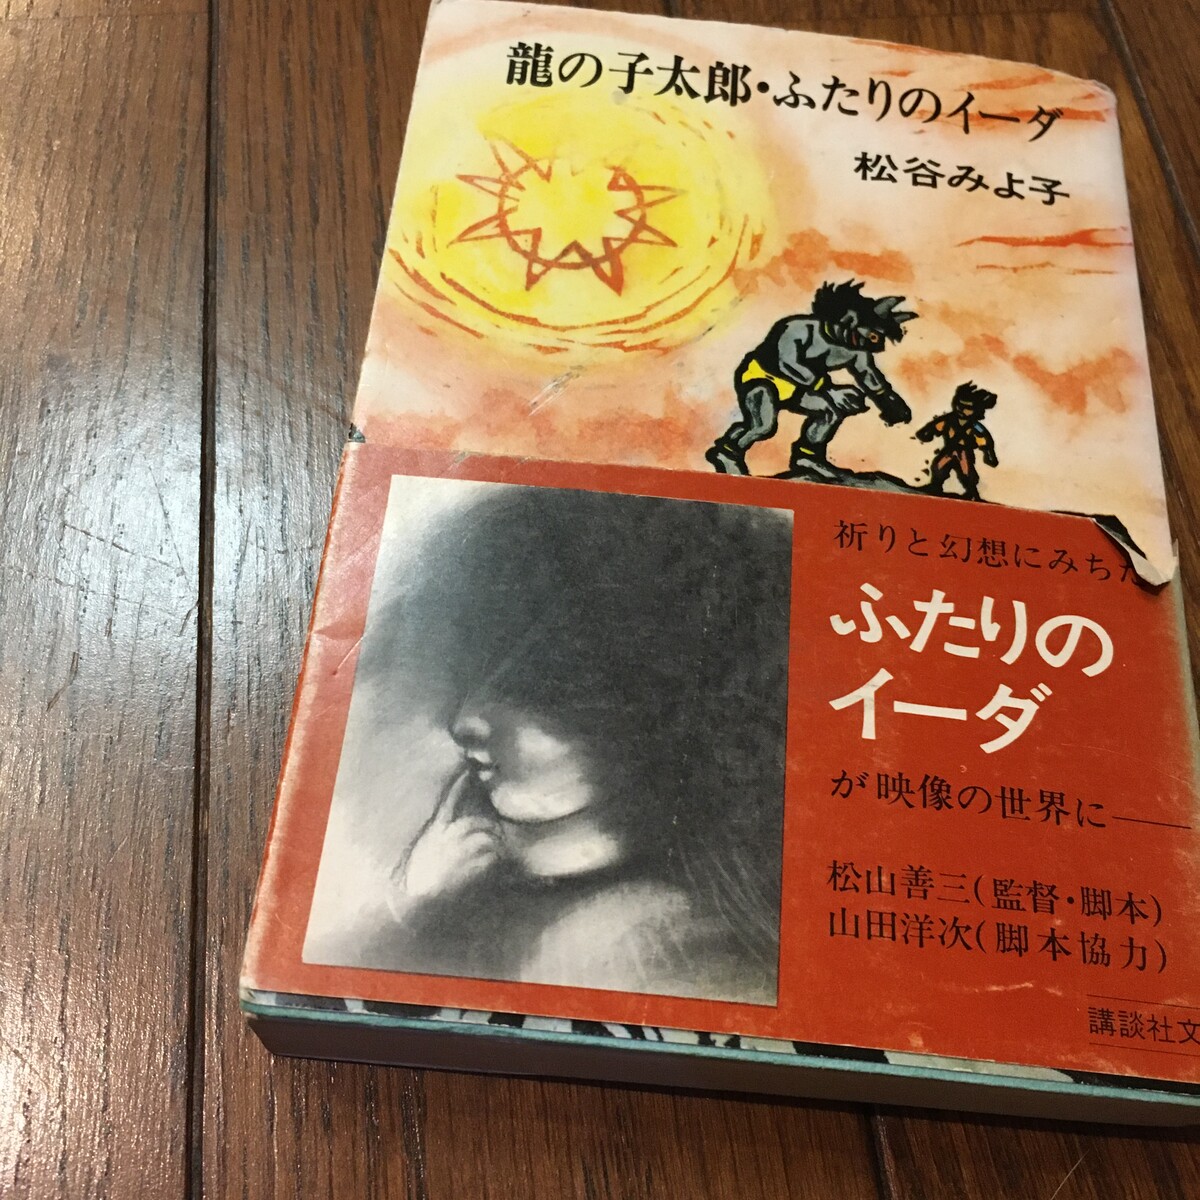 龍の子太郎・ふたりのイーダ
松谷みよ子
祈りと幻想にみちた
ふたりの
イーダ
が映像の世界に――
松山善三(監督・脚本)
山田洋次(脚本協力)
講談社文